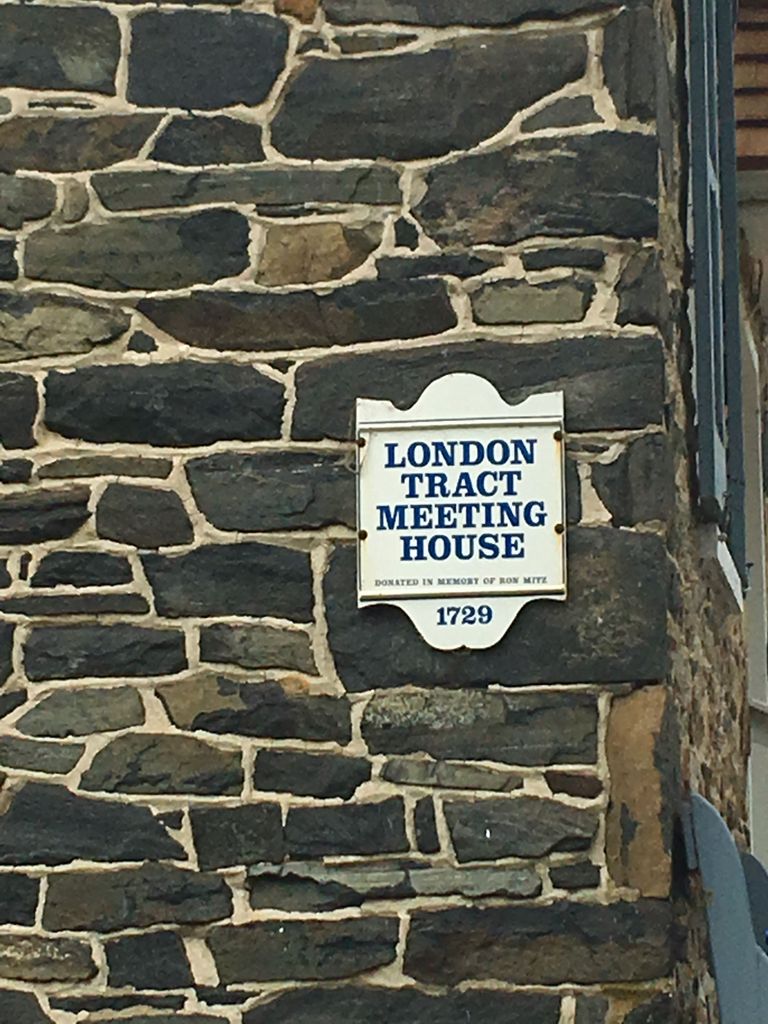 LONDON
TRACT
MEETING
HOUSE
DONATED IN MEMORY OF RON MITZ
1729